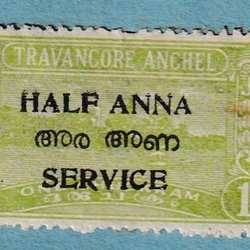 TRAVANCORE ANCHEL
HALF ANNA
അര അണ
SERVICE